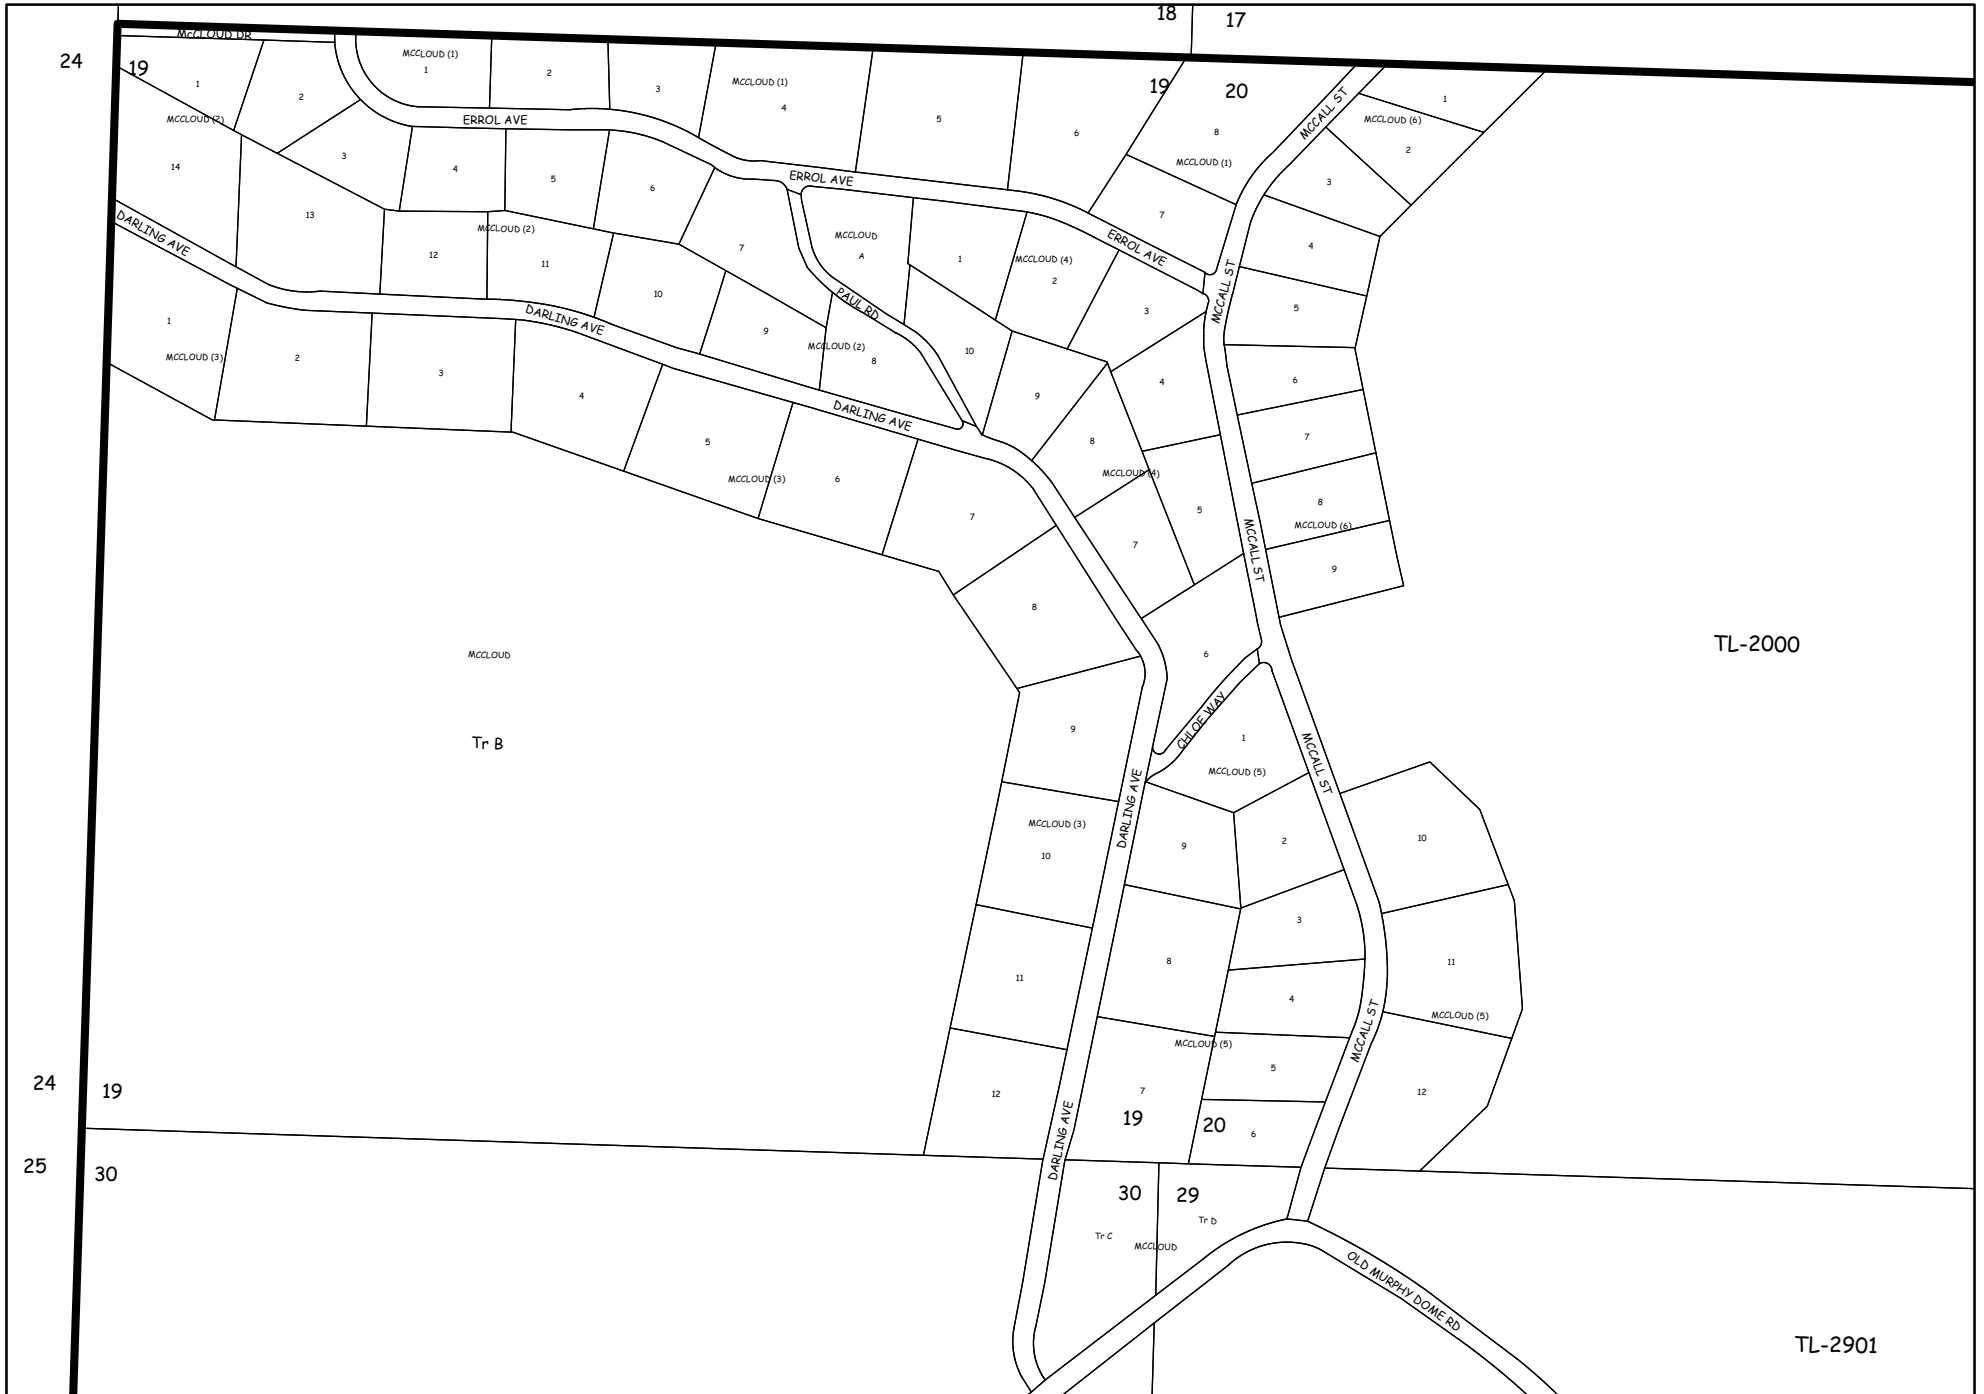 18
17
24
19
McCLOUD DR
MCCLOUD (1)
1
2
3
MCCLOUD (1)
4
5
6
19
20
8
MCCLOUD (1)
7
MCCALL ST
1
MCCLOUD (6)
2
3
4
5
6
7
8
MCCLOUD (6)
9
1
2
MCCLOUD (2)
ERROL AVE
3
4
5
6
7
14
13
MCCLOUD (2)
12
11
10
9
MCCLOUD (2)
8
ERROL AVE
MCCLOUD
A
PAUL RD
ERROL AVE
MCCALL ST
1
MCCLOUD (4)
2
3
4
10
9
8
MCCLOUD (4)
5
7
6
DARLING AVE
DARLING AVE
DARLING AVE
1
MCCLOUD (3)
2
3
4
5
MCCLOUD (3)
6
7
8
MCCALL ST
MCCLOUD
Tr B
TL-2000
9
CHLOE WAY
1
MCCLOUD (5)
MCCALL ST
DARLING AVE
MCCLOUD (3)
10
9
2
10
3
8
11
11
4
MCCALL ST
MCCLOUD (5)
MCCLOUD (5)
5
12
7
12
24
19
19
20
6
DARLING AVE
25
30
30
29
Tr C
Tr D
MCCLOUD
OLD MURPHY DOME RD
TL-2901